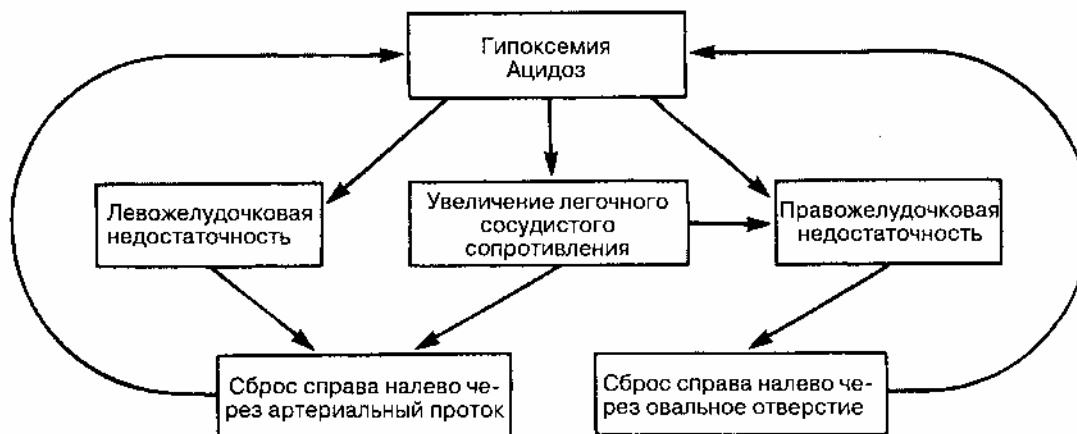 Гипоксемия
Ацидоз
Левожелудочковая
недостаточность
Увеличение легочного
сосудистого
сопротивления
Правожелудочковая
недостаточность
Сброс справа налево че-
рез артериальный проток
Сброс справа налево че-
рез овальное отверстие